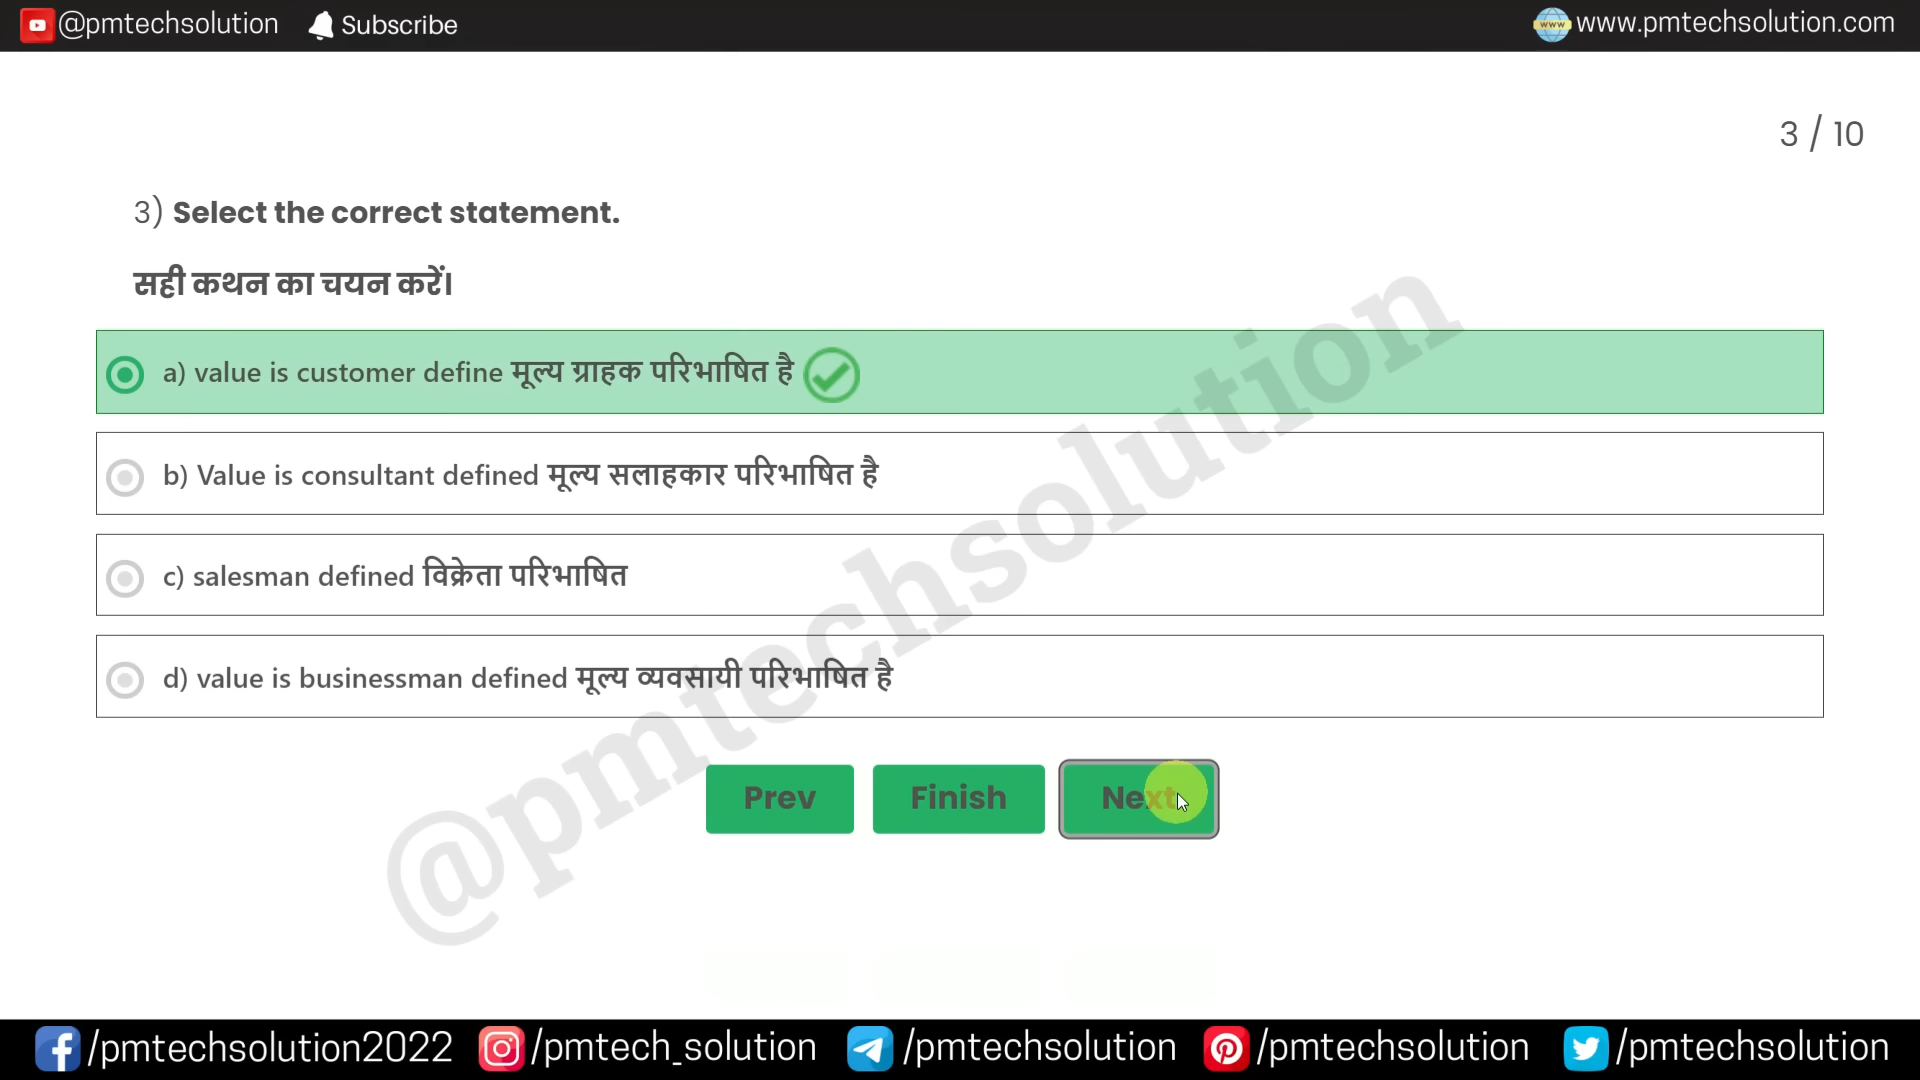 @pmtechsolution Subscribe www.pmtechsolution.com
3 / 10
3) Select the correct statement.
सही कथन का चयन करें।
a) value is customer define मूल्य ग्राहक परिभाषित है
b) Value is consultant defined मूल्य सलाहकार परिभाषित है
c) salesman defined विक्रेता परिभाषित
d) value is businessman defined मूल्य व्यवसायी परिभाषित है
Prev Finish Next
@pmtechsolution
/pmtechsolution2022 /pmtech_solution /pmtechsolution /pmtechsolution /pmtechsolution